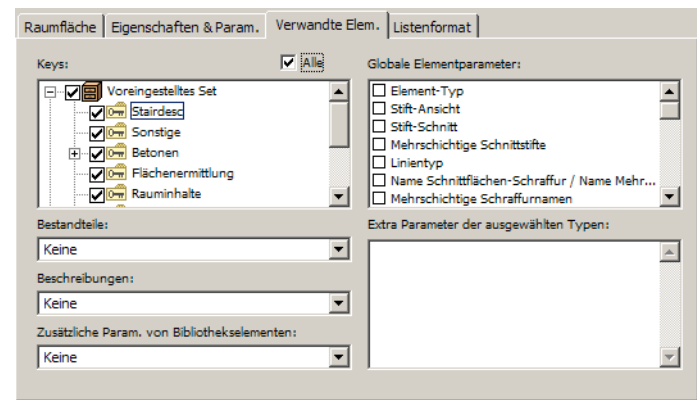 Raumfläche Eigenschaften & Param. Verwandte Elem. Listenformat
Keys: Alle
Voreingestelltes Set
Stairdesc
Sonstige
Betonen
Flächenermittlung
Rauminhalte
Globale Elementparameter:
Element-Typ
Stift-Ansicht
Stift-Schnitt
Mehrschichtige Schnittstifte
Linientyp
Name Schnittflächen-Schraffur / Name Mehr...
Mehrschichtige Schraffurnamen
Bestandteile:
Keine
Beschreibungen:
Keine
Zusätzliche Param. von Bibliothekselementen:
Keine
Extra Parameter der ausgewählten Typen: